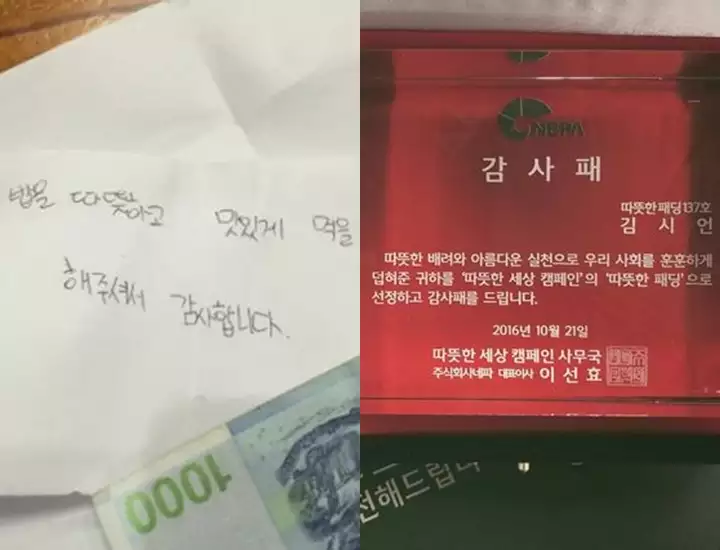 밥을 따뜻하고 맛있게 먹을
해주셔서 감사합니다.
1000
NEPA
감사패
따뜻한패딩137호
김시언
따뜻한 배려와 아름다운 실천으로 우리 사회를 훈훈하게
덥혀준 귀하를 '따뜻한 세상 캠페인'의 '따뜻한 패딩'으로
선정하고 감사패를 드립니다.
2016년 10월 21일
따뜻한 세상 캠페인 사무국
주식회사네파 대표이사 이선효
전해드립니